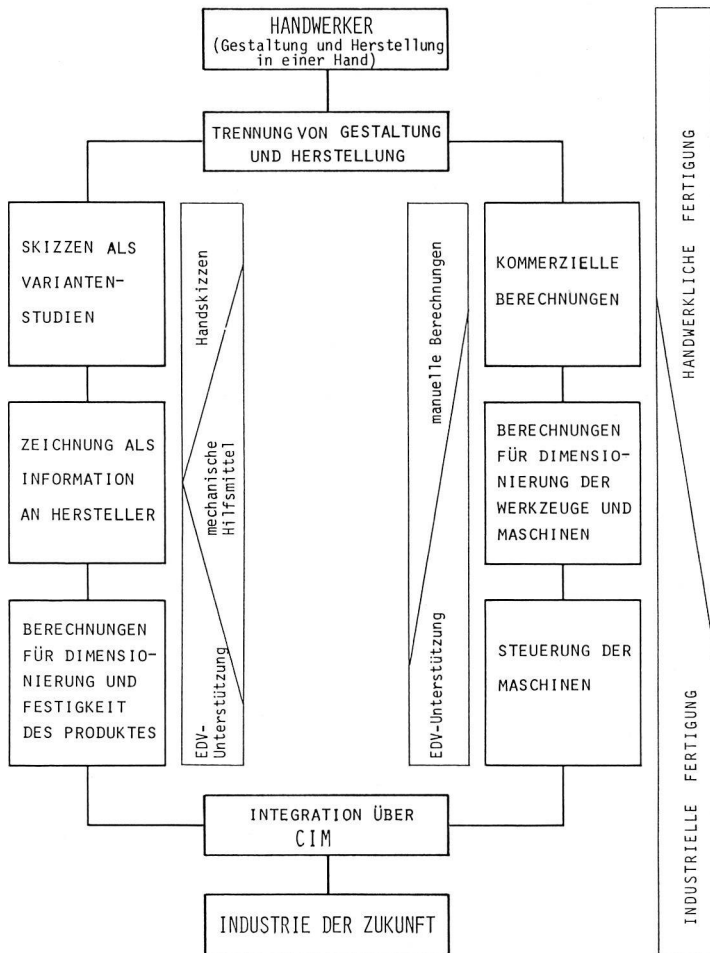 HANDWERKER
(Gestaltung und Herstellung
in einer Hand)
TRENNUNG VON GESTALTUNG
UND HERSTELLUNG
SKIZZEN ALS
VARIANTEN-
STUDIEN
ZEICHNUNG ALS
INFORMATION
AN HERSTELLER
BERECHNUNGEN
FÜR DIMENSIO-
NIERUNG UND
FESTIGKEIT
DES PRODUKTES
Handskizzen
mechanische
Hilfsmittel
EDV-
Unterstützung
manuelle Berechnungen
EDV-Unterstützung
KOMMERZIELLE
BERECHNUNGEN
BERECHNUNGEN
FÜR DIMENSIO-
NIERUNG DER
WERKZEUGE UND
MASCHINEN
STEUERUNG DER
MASCHINEN
HANDWERKLICHE FERTIGUNG
INDUSTRIELLE FERTIGUNG
INTEGRATION ÜBER
CIM
INDUSTRIE DER ZUKUNFT